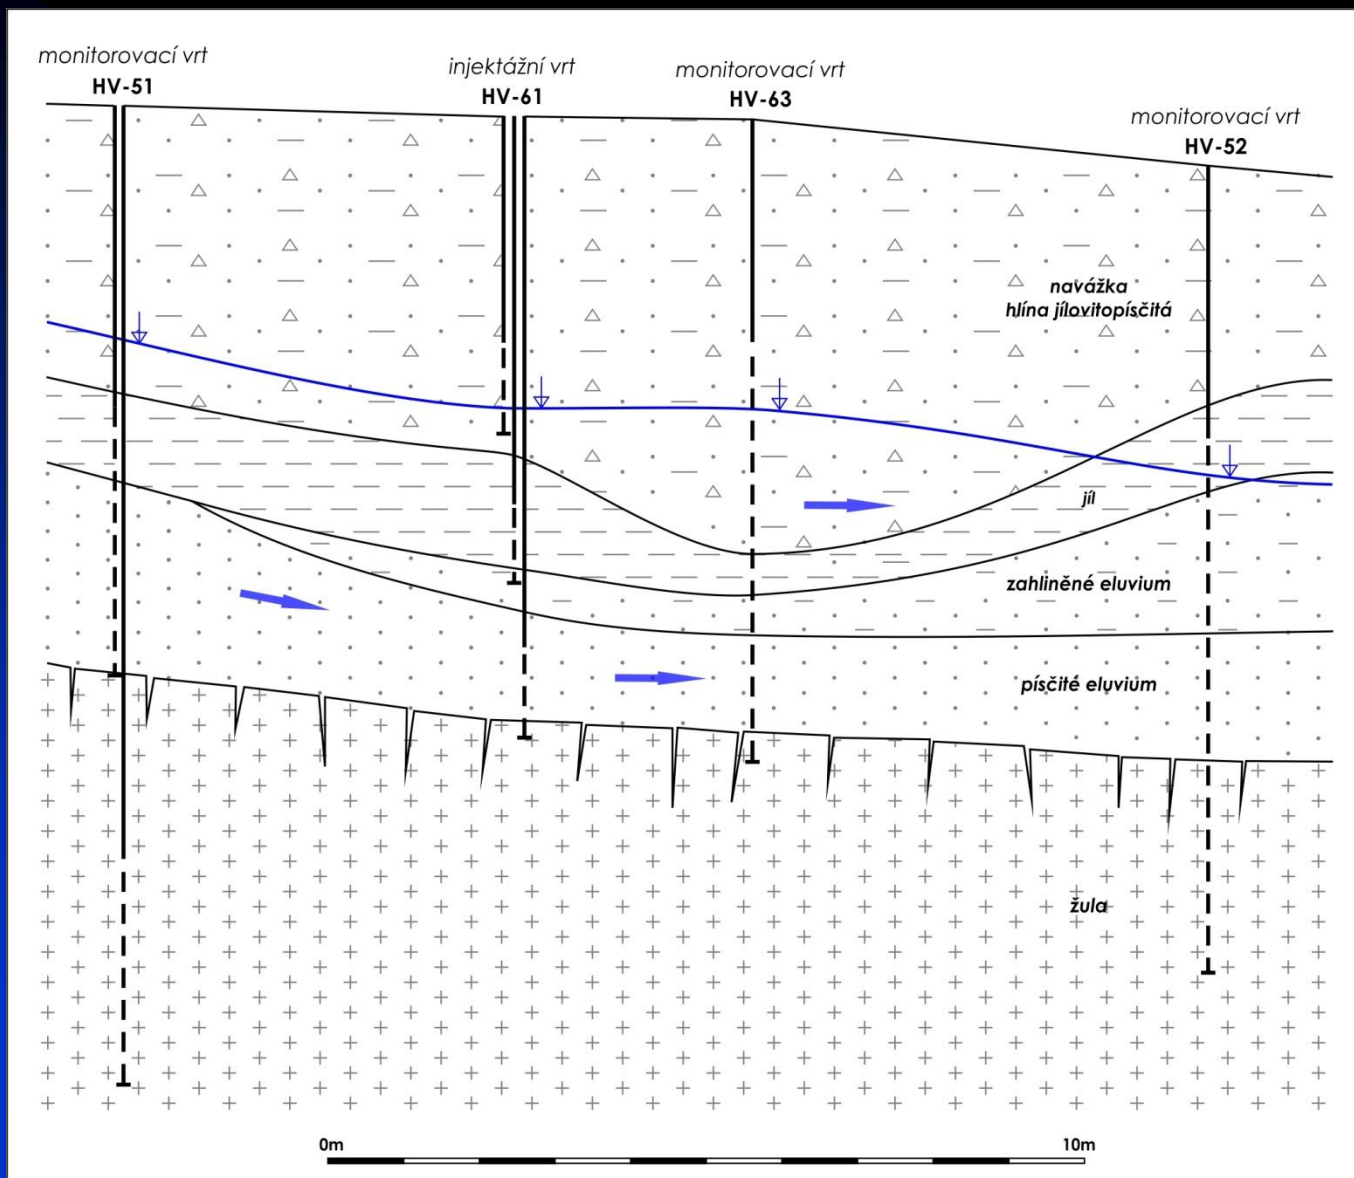 monitorovací vrt
HV-51
injektážní vrt
HV-61
monitorovací vrt
HV-63
monitorovací vrt
HV-52
navážka
hlína jílovitopísčitá
jíl
zahliněné eluvium
písčité eluvium
žula
0m
10m